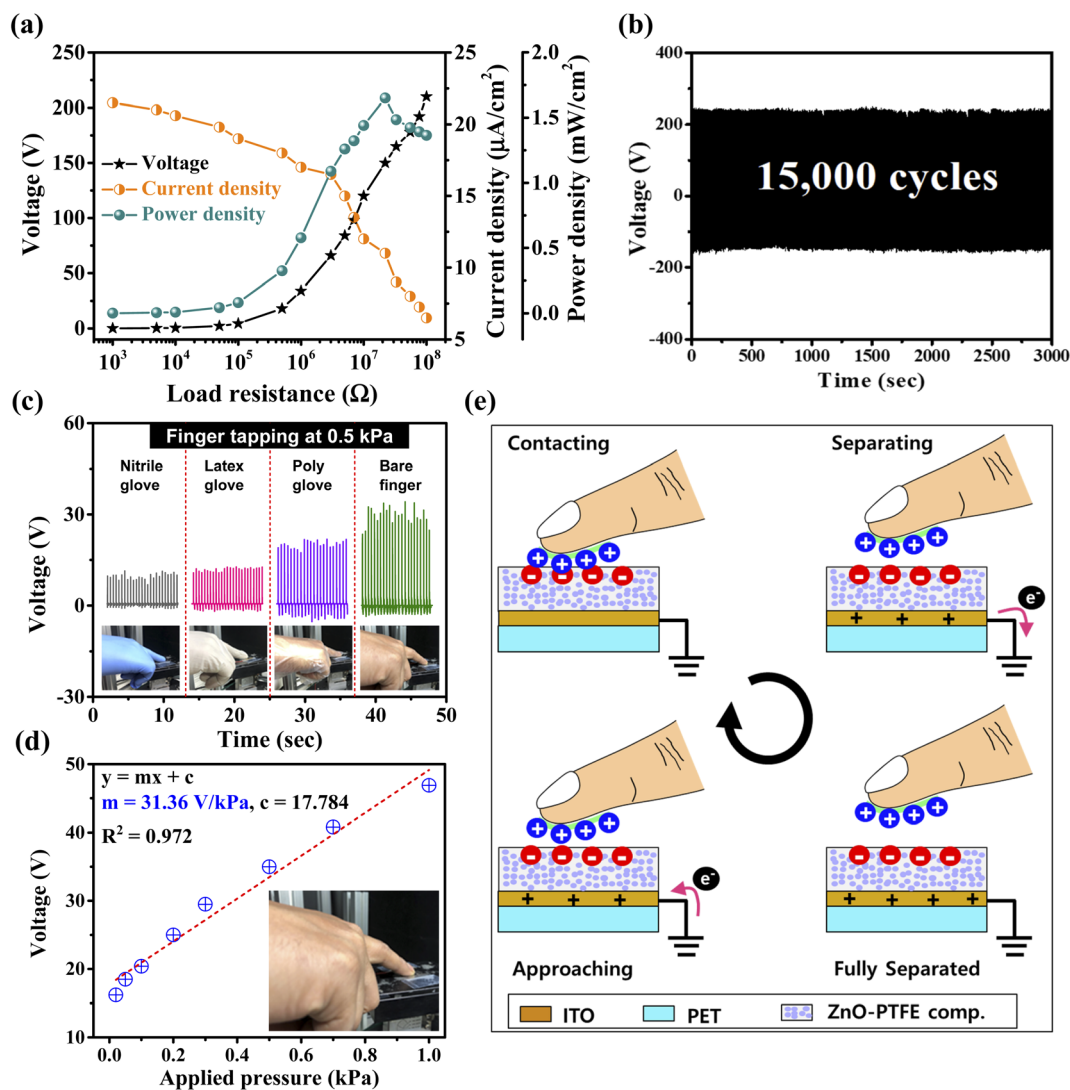 (a)
250
200
150
100
50
0
Voltage (V)
10³
10⁴
10⁵
10⁶
10⁷
10⁸
Load resistance (Ω)
Voltage
Current density
Power density
25
20
15
10
5
Current density (µA/cm²)
2.0
1.5
1.0
0.5
0.0
Power density (mW/cm²)
(b)
400
200
0
-200
-400
Voltage (V)
15,000 cycles
0
500
1000
1500
2000
2500
3000
Time (sec)
(c)
60
30
0
-30
Voltage (V)
Finger tapping at 0.5 kPa
Nitrile
glove
Latex
glove
Poly
glove
Bare
finger
0
10
20
30
40
50
Time (sec)
(d)
50
40
30
20
10
Voltage (V)
y = mx + c
m = 31.36 V/kPa, c = 17.784
R² = 0.972
0.0
0.2
0.4
0.6
0.8
1.0
Applied pressure (kPa)
(e)
Contacting
Separating
e⁻
e⁻
Approaching
Fully Separated
ITO
PET
ZnO-PTFE comp.